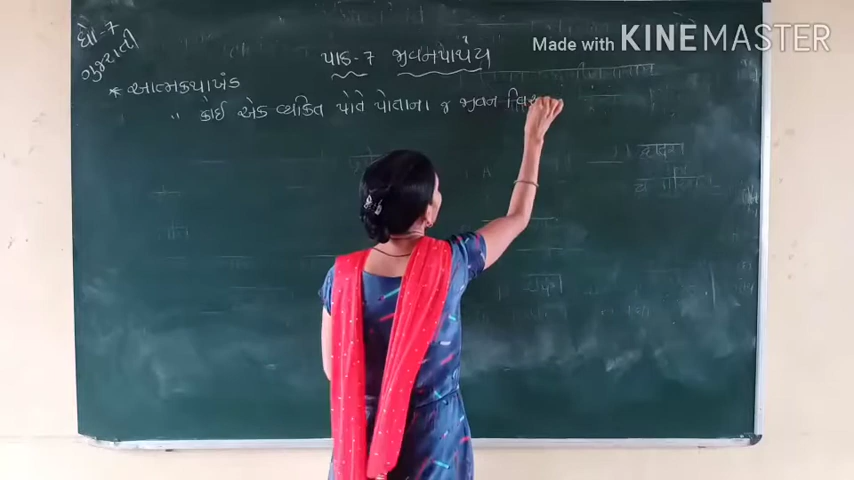 ધો-7
ગુજરાતી
પાઠ-7 જીવનપાથેય
* આત્મકથાખંડ
" કોઈ એક વ્યકિત પોતે પોતાના જ જીવન
Made with KINEMASTER